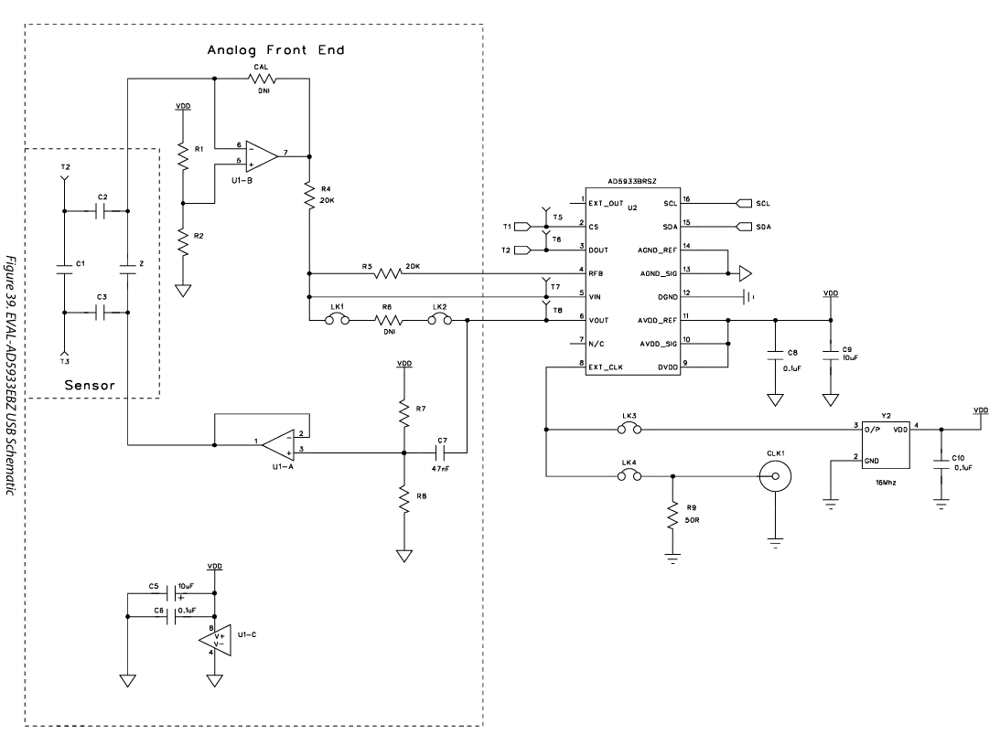 Analog Front End
CAL
DNI
VDD
R1
6
5
7
U1-B
R2
R4
20K
T2
C2
C1
Z
C3
T3
Sensor
R5
20K
LK1
R6
DNI
LK2
VDD
R7
C7
47nF
R8
1
2
3
U1-A
VDD
C5
10uF
C6
0.1uF
8
V+
V-
4
U1-C
AD5933BRSZ
U2
T1
T2
T5
T6
T7
T8
1 EXT_OUT
2 CS
3 DOUT
4 RFB
5 VIN
6 VOUT
7 N/C
8 EXT_CLK
SCL 16
SDA 15
AGND_REF 14
AGND_SIG 13
DGND 12
AVDD_REF 11
AVDD_SIG 10
DVDD 9
SCL
SDA
VDD
C8
0.1uF
C9
10uF
LK3
LK4
R9
50R
CLK1
Y2
3 O/P VDD 4
2 GND
16Mhz
VDD
C10
0.1uF
Figure 39. EVAL-AD5933EBZ USB Schematic